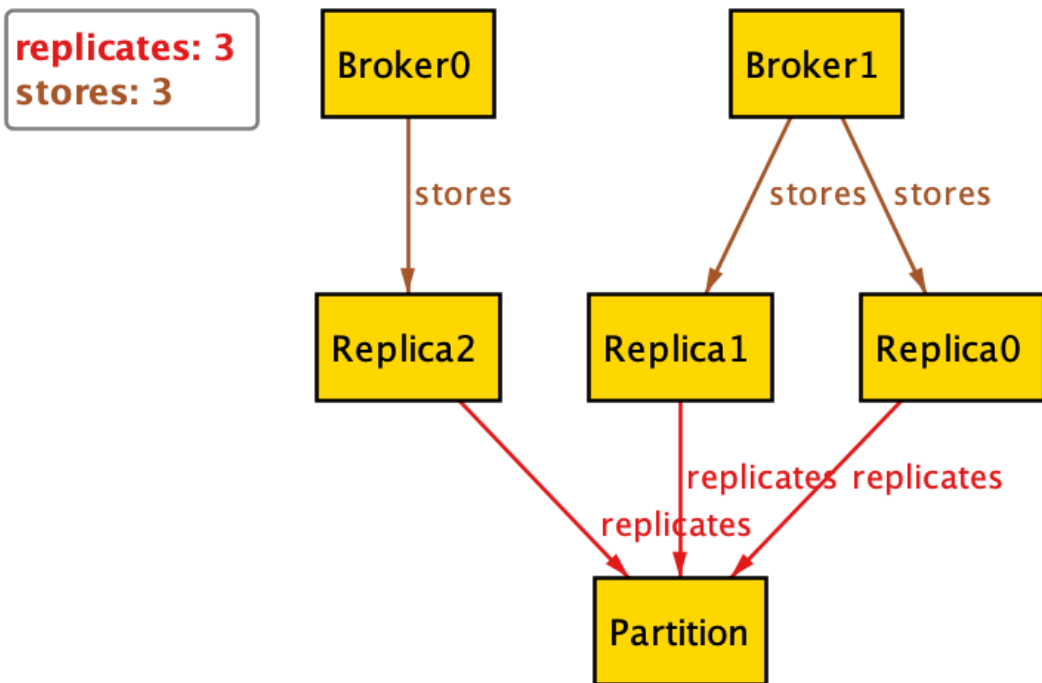 replicates: 3
stores: 3
Broker0
Broker1
stores
stores
stores
Replica2
Replica1
Replica0
replicates
replicates
replicates
Partition